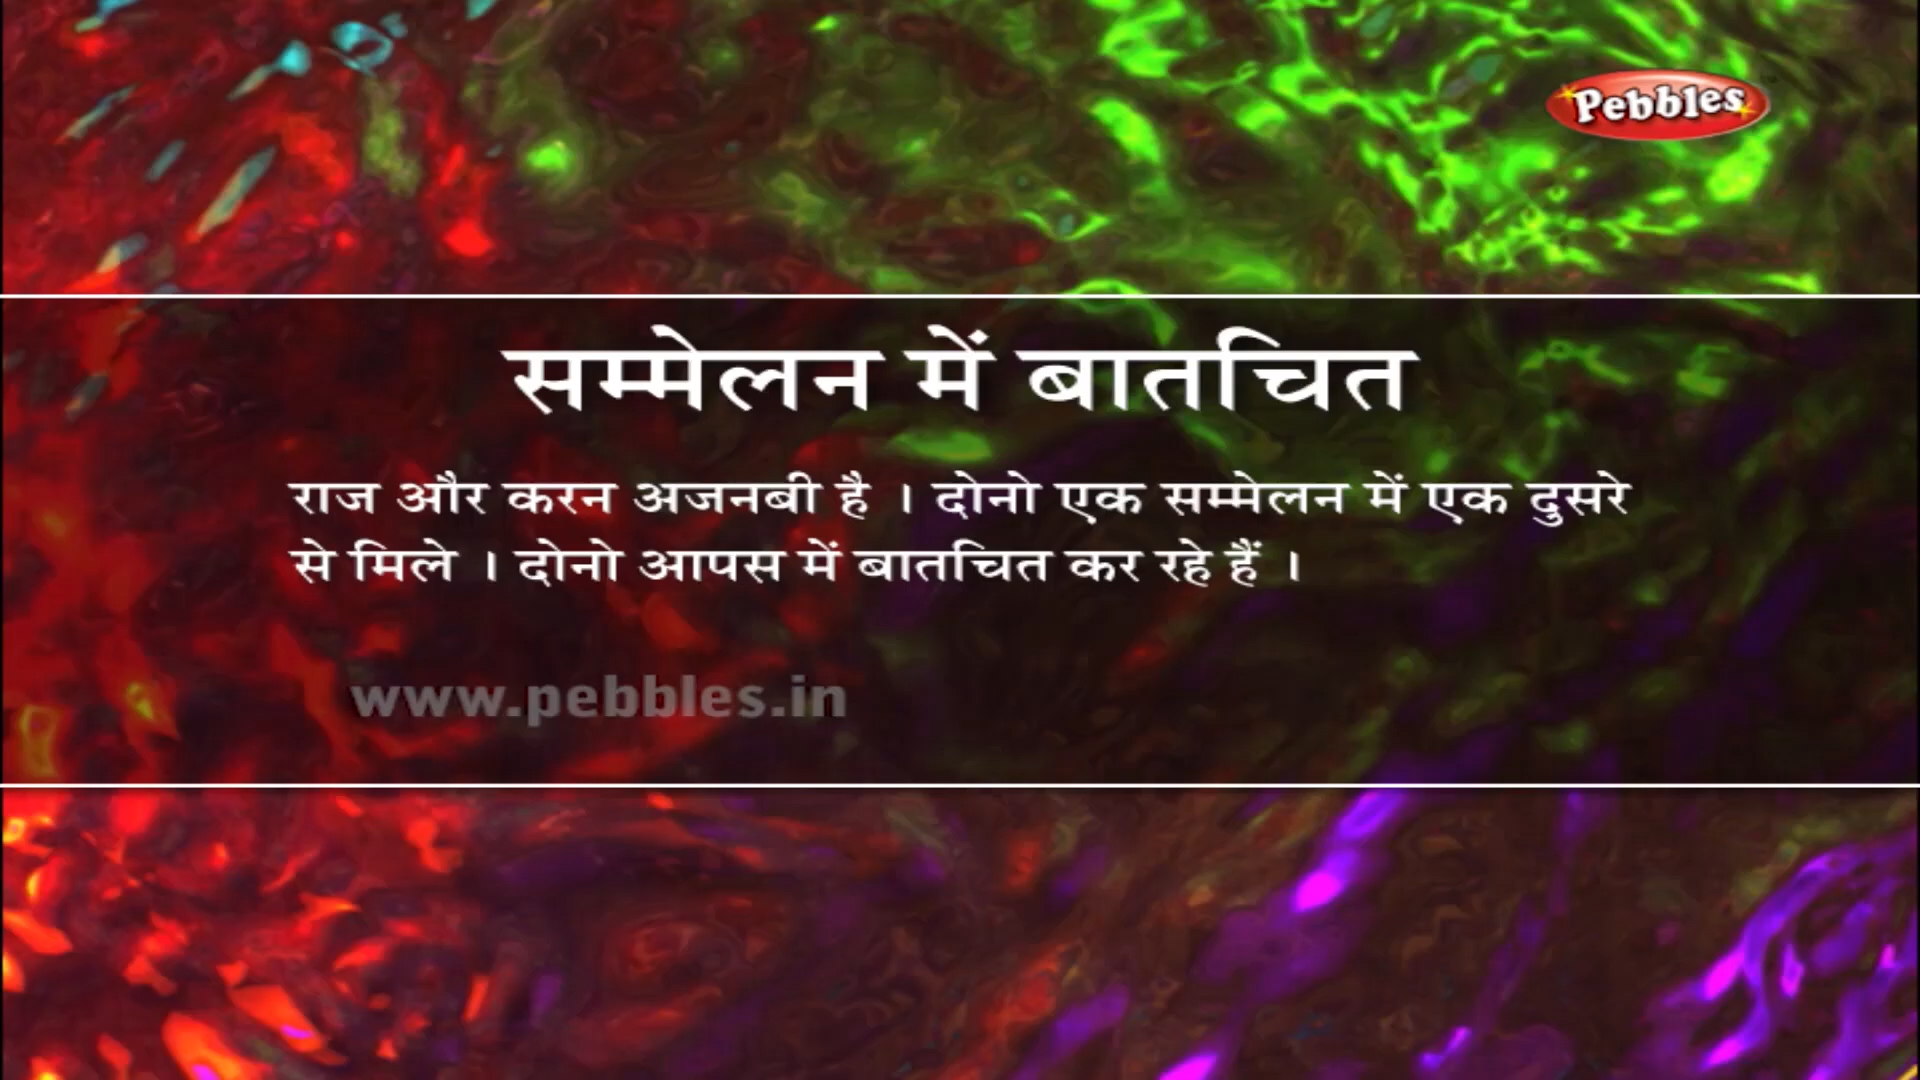 Pebbles
सम्मेलन में बातचित
राज और करन अजनबी है । दोनो एक सम्मेलन में एक दुसरे
से मिले । दोनो आपस में बातचित कर रहे हैं ।
www.pebbles.in